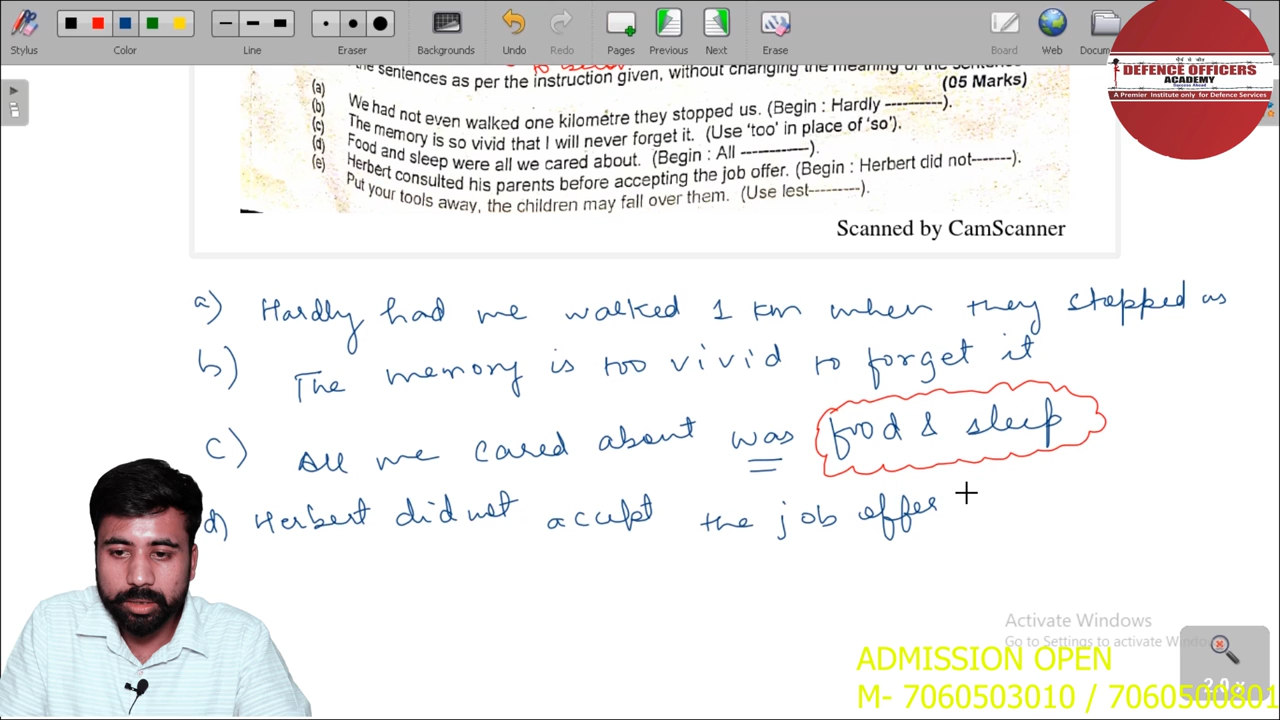 Stylus Color Line Eraser Backgrounds Undo Redo Pages Previous Next Erase Board Web
DEFENCE OFFICERS
ACADEMY
A Premier Institute only for Defence Services
the sentences as per the instruction given, without changing the meaning of the sentence
(05 Marks)
(a) We had not even walked one kilometre they stopped us. (Begin : Hardly ----------).
(b) The memory is so vivid that I will never forget it. (Use 'too' in place of 'so').
(c) Food and sleep were all we cared about. (Begin : All -----------).
(d) Herbert consulted his parents before accepting the job offer. (Begin : Herbert did not-------).
(e) Put your tools away, the children may fall over them. (Use lest---------).
Scanned by CamScanner
a) Hardly had we walked 1 km when they stopped us
b) The memory is too vivid to forget it
c) All we cared about was food & sleep
d) Herbert did not accept the job offer
Activate Windows
Go to Settings to activate Windows
ADMISSION OPEN
M- 7060503010 / 7060500801